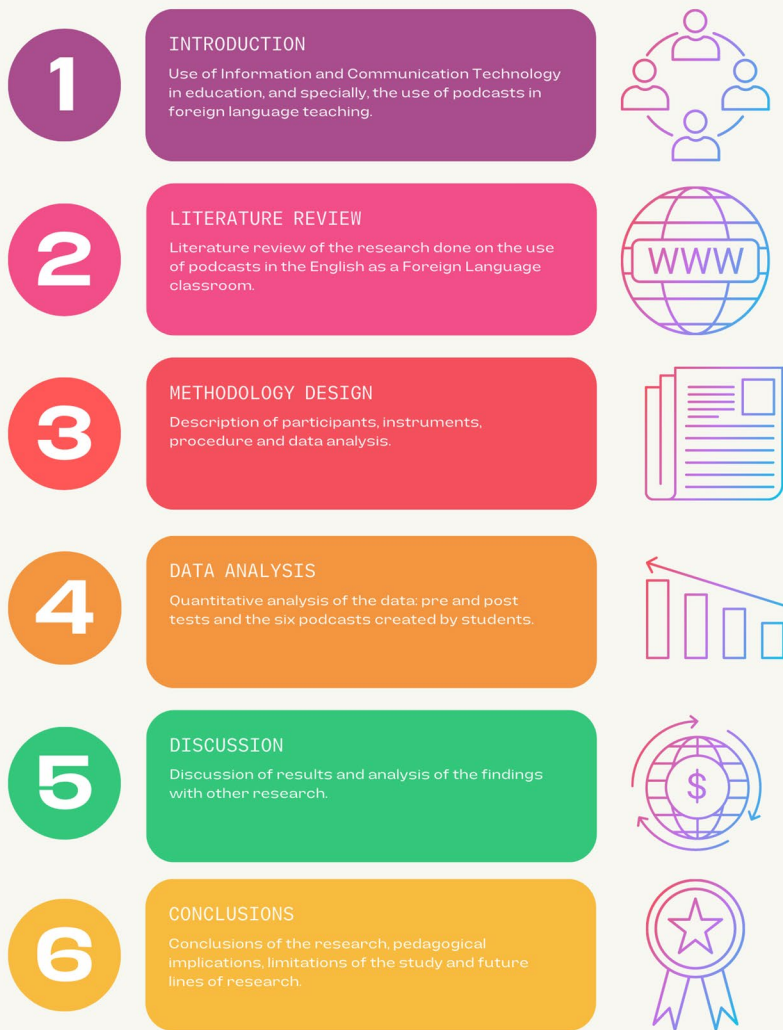 1
INTRODUCTION
Use of Information and Communication Technology
in education, and specially, the use of podcasts in
foreign language teaching.
2
LITERATURE REVIEW
Literature review of the research done on the use
of podcasts in the English as a Foreign Language
classroom.
WWW
3
METHODOLOGY DESIGN
Description of participants, instruments,
procedure and data analysis.
4
DATA ANALYSIS
Quantitative analysis of the data: pre and post
tests and the six podcasts created by students.
5
DISCUSSION
Discussion of results and analysis of the findings
with other research.
$
6
CONCLUSIONS
Conclusions of the research, pedagogical
implications, limitations of the study and future
lines of research.